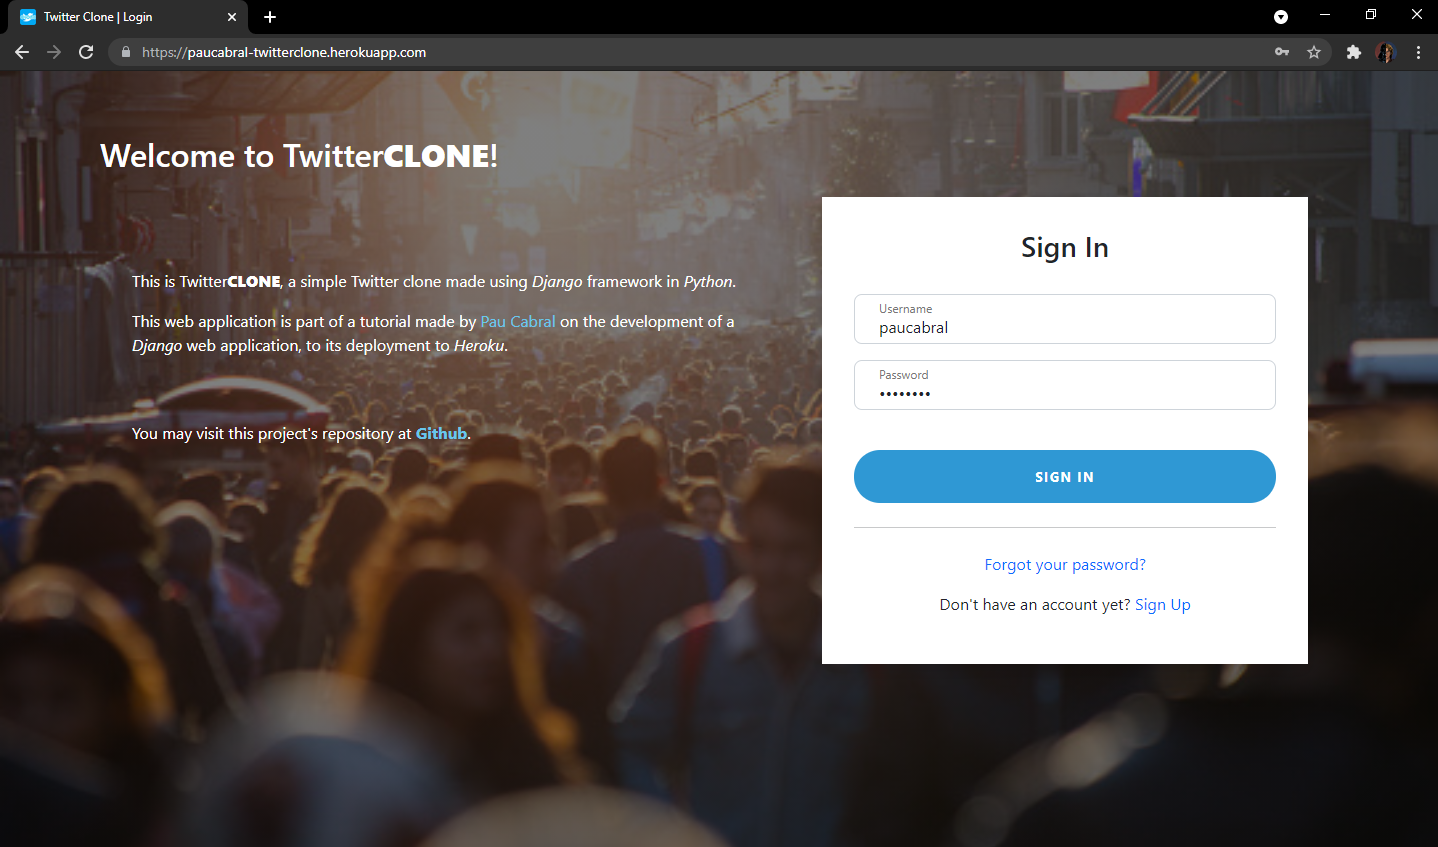 Twitter Clone | Login
https://paucabral-twitterclone.herokuapp.com
Welcome to TwitterCLONE!
This is TwitterCLONE, a simple Twitter clone made using Django framework in Python.
This web application is part of a tutorial made by Pau Cabral on the development of a
Django web application, to its deployment to Heroku.
You may visit this project's repository at Github.
Sign In
Username
paucabral
Password
••••••••
SIGN IN
Forgot your password?
Don't have an account yet? Sign Up